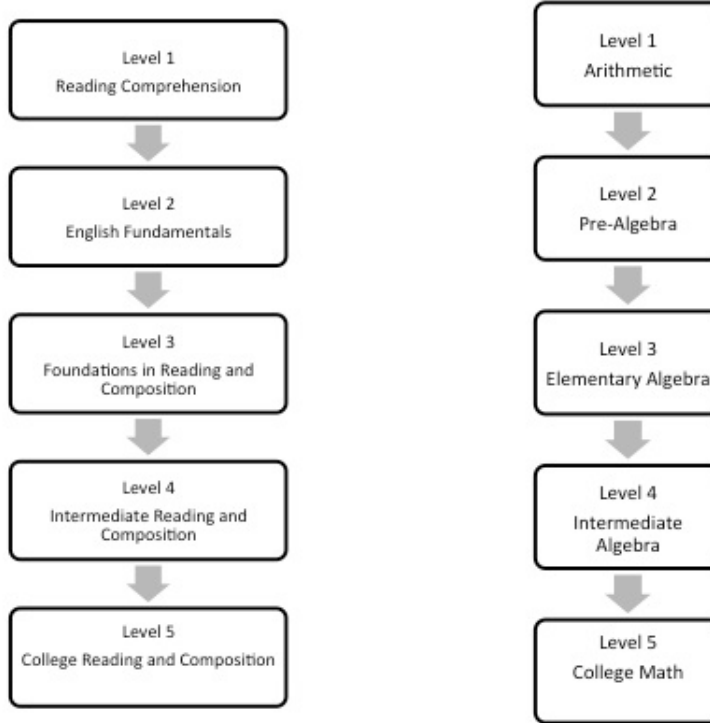 Level 1
Reading Comprehension
Level 2
English Fundamentals
Level 3
Foundations in Reading and
Composition
Level 4
Intermediate Reading and
Composition
Level 5
College Reading and Composition
Level 1
Arithmetic
Level 2
Pre-Algebra
Level 3
Elementary Algebra
Level 4
Intermediate
Algebra
Level 5
College Math